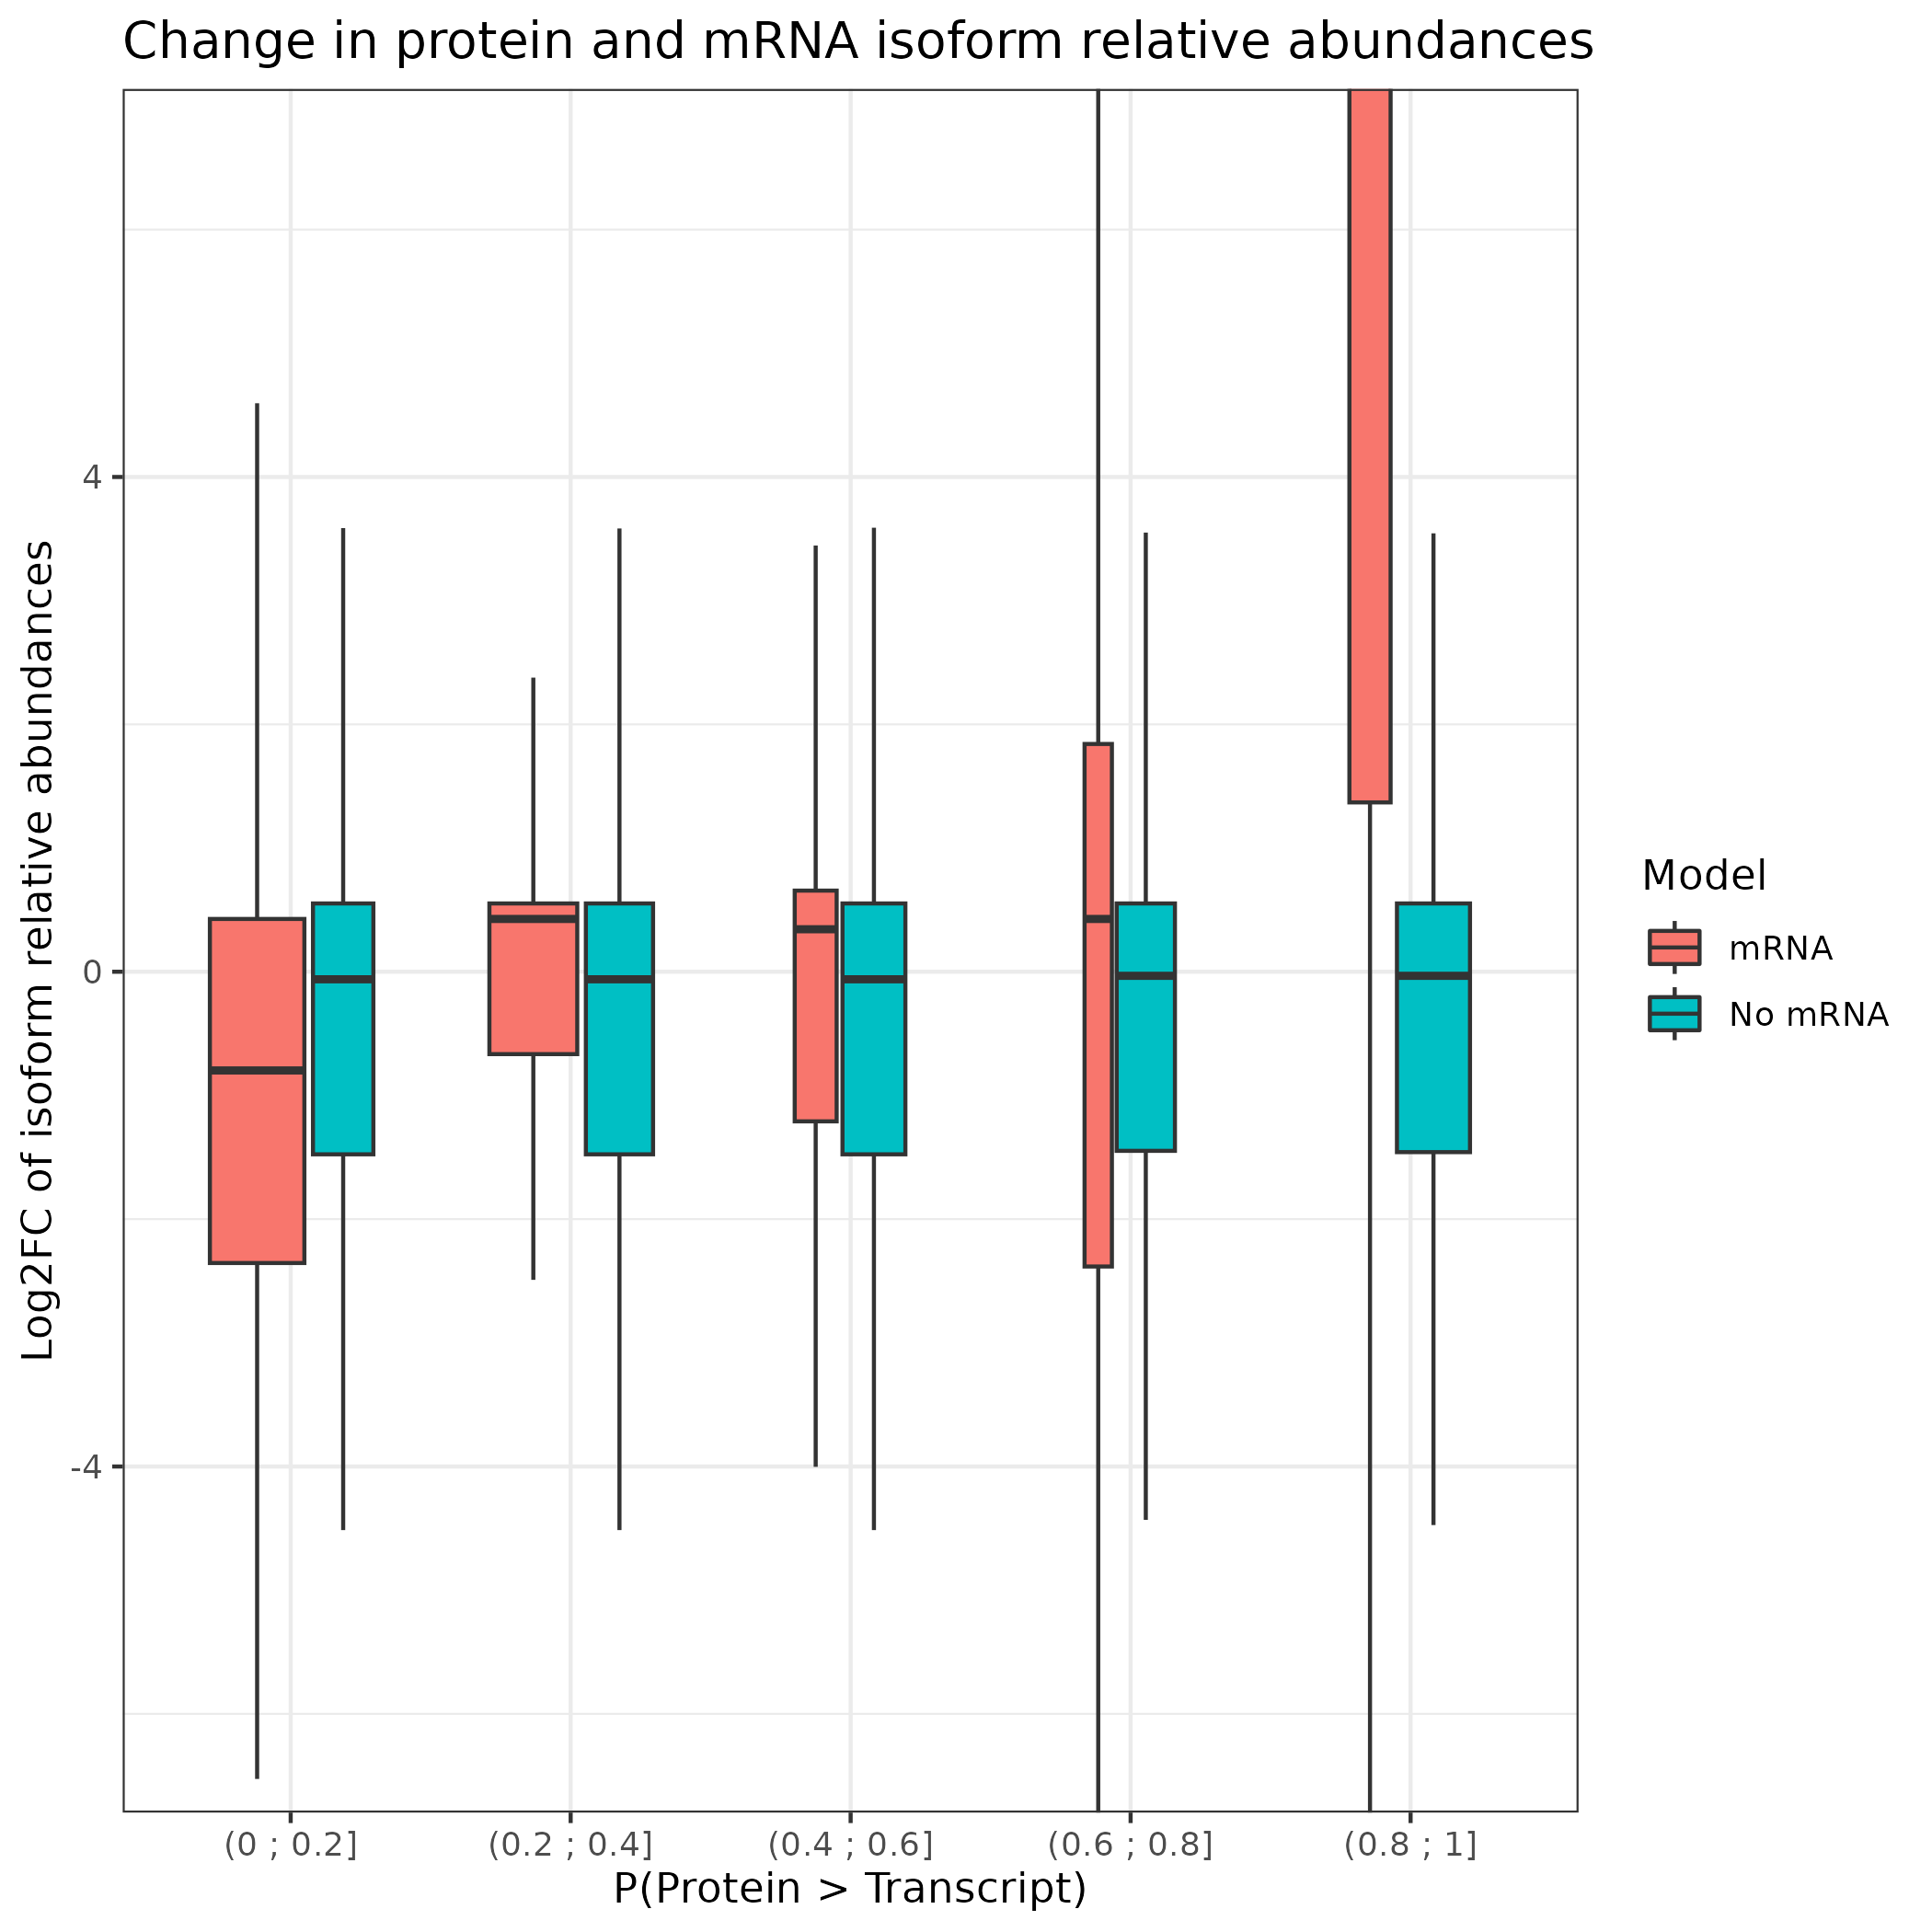 Change in protein and mRNA isoform relative abundances
Log2FC of isoform relative abundances
4
0
-4
(0 ; 0.2]
(0.2 ; 0.4]
(0.4 ; 0.6]
(0.6 ; 0.8]
(0.8 ; 1]
P(Protein > Transcript)
Model
mRNA
No mRNA